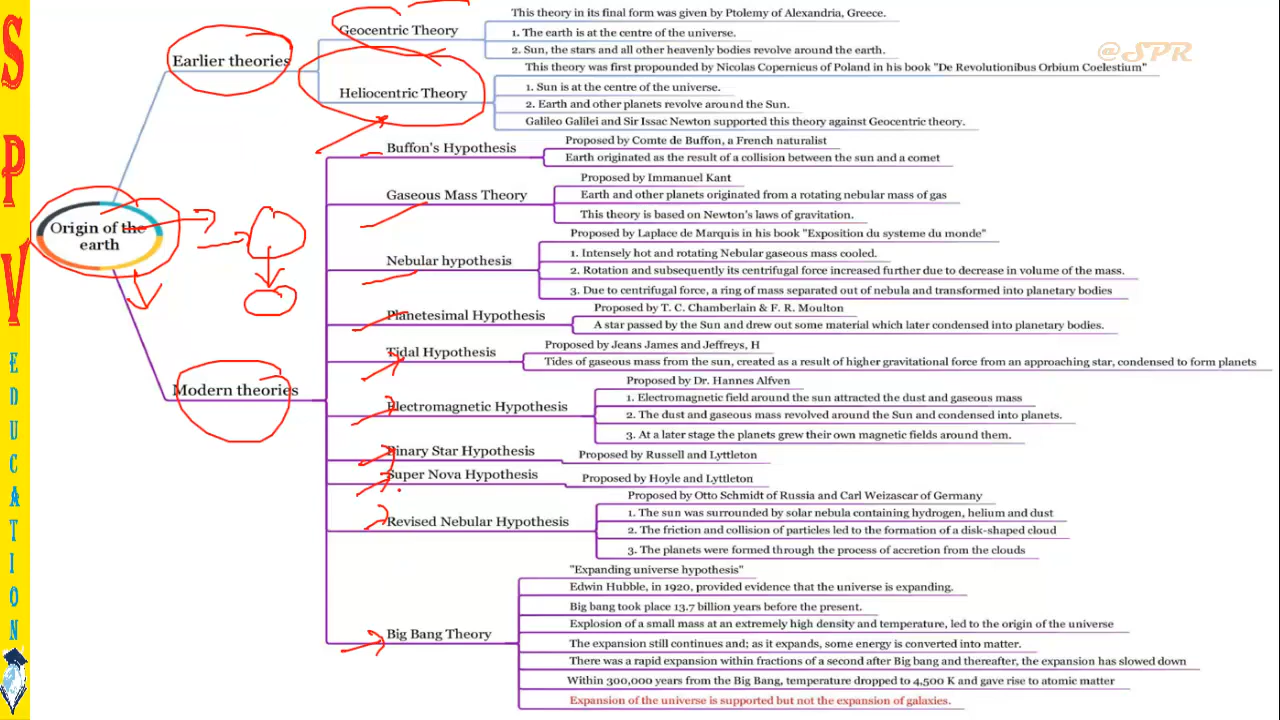 SPV EDUCATION
@SPR
Origin of the
earth
Earlier theories
Geocentric Theory
This theory in its final form was given by Ptolemy of Alexandria, Greece.
1. The earth is at the centre of the universe.
2. Sun, the stars and all other heavenly bodies revolve around the earth.
Heliocentric Theory
This theory was first propounded by Nicolas Copernicus of Poland in his book "De Revolutionibus Orbium Coelestium"
1. Sun is at the centre of the universe.
2. Earth and other planets revolve around the Sun.
Galileo Galilei and Sir Issac Newton supported this theory against Geocentric theory.
Modern theories
Buffon's Hypothesis
Proposed by Comte de Buffon, a French naturalist
Earth originated as the result of a collision between the sun and a comet
Gaseous Mass Theory
Proposed by Immanuel Kant
Earth and other planets originated from a rotating nebular mass of gas
This theory is based on Newton's laws of gravitation.
Nebular hypothesis
Proposed by Laplace de Marquis in his book "Exposition du systeme du monde"
1. Intensely hot and rotating Nebular gaseous mass cooled.
2. Rotation and subsequently its centrifugal force increased further due to decrease in volume of the mass.
3. Due to centrifugal force, a ring of mass separated out of nebula and transformed into planetary bodies
Planetesimal Hypothesis
Proposed by T. C. Chamberlain & F. R. Moulton
A star passed by the Sun and drew out some material which later condensed into planetary bodies.
Tidal Hypothesis
Proposed by Jeans James and Jeffreys, H
Tides of gaseous mass from the sun, created as a result of higher gravitational force from an approaching star, condensed to form planets
Electromagnetic Hypothesis
Proposed by Dr. Hannes Alfven
1. Electromagnetic field around the sun attracted the dust and gaseous mass
2. The dust and gaseous mass revolved around the Sun and condensed into planets.
3. At a later stage the planets grew their own magnetic fields around them.
Binary Star Hypothesis
Proposed by Russell and Lyttleton
Super Nova Hypothesis
Proposed by Hoyle and Lyttleton
Revised Nebular Hypothesis
Proposed by Otto Schmidt of Russia and Carl Weizascar of Germany
1. The sun was surrounded by solar nebula containing hydrogen, helium and dust
2. The friction and collision of particles led to the formation of a disk-shaped cloud
3. The planets were formed through the process of accretion from the clouds
Big Bang Theory
"Expanding universe hypothesis"
Edwin Hubble, in 1920, provided evidence that the universe is expanding.
Big bang took place 13.7 billion years before the present.
Explosion of a small mass at an extremely high density and temperature, led to the origin of the universe
The expansion still continues and; as it expands, some energy is converted into matter.
There was a rapid expansion within fractions of a second after Big bang and thereafter, the expansion has slowed down
Within 300,000 years from the Big Bang, temperature dropped to 4,500 K and gave rise to atomic matter
Expansion of the universe is supported but not the expansion of galaxies.